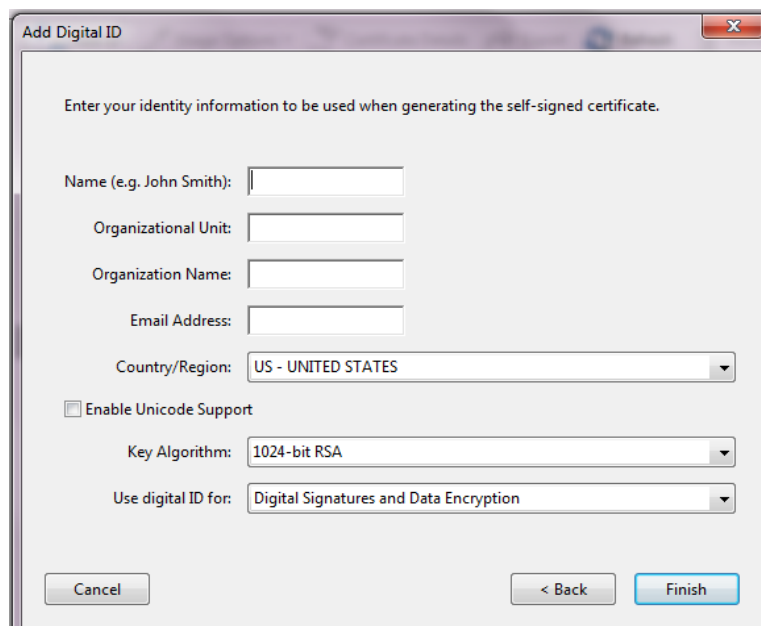 Add Digital ID
Enter your identity information to be used when generating the self-signed certificate.
Name (e.g. John Smith):
Organizational Unit:
Organization Name:
Email Address:
Country/Region: US - UNITED STATES
Enable Unicode Support
Key Algorithm: 1024-bit RSA
Use digital ID for: Digital Signatures and Data Encryption
Cancel < Back Finish